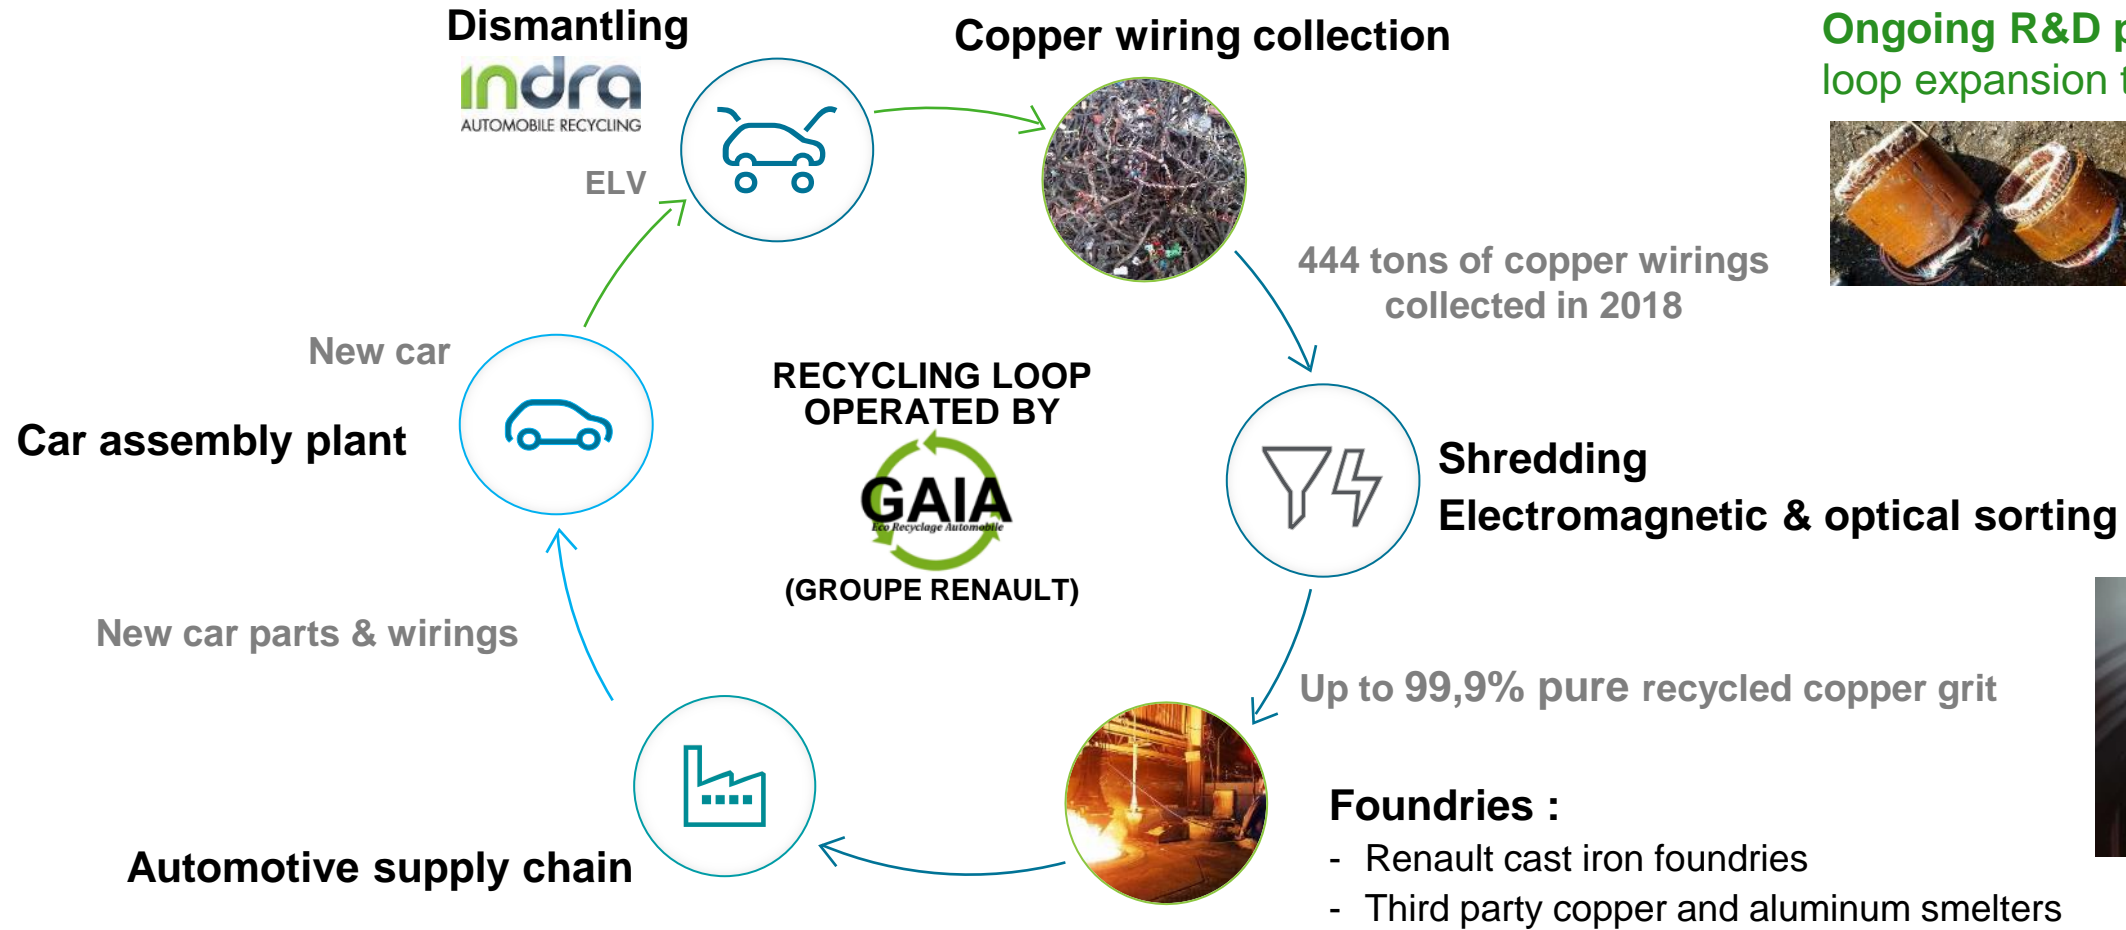 Dismantling
indra
AUTOMOBILE RECYCLING
ELV
Copper wiring collection
Ongoing R&D
loop expansion
444 tons of copper wirings
collected in 2018
New car
Car assembly plant
RECYCLING LOOP
OPERATED BY
GAIA
Eco Recyclage Automobile
(GROUPE RENAULT)
Shredding
Electromagnetic & optical sorting
New car parts & wirings
Up to 99,9% pure recycled copper grit
Automotive supply chain
Foundries :
- Renault cast iron foundries
- Third party copper and aluminum smelters